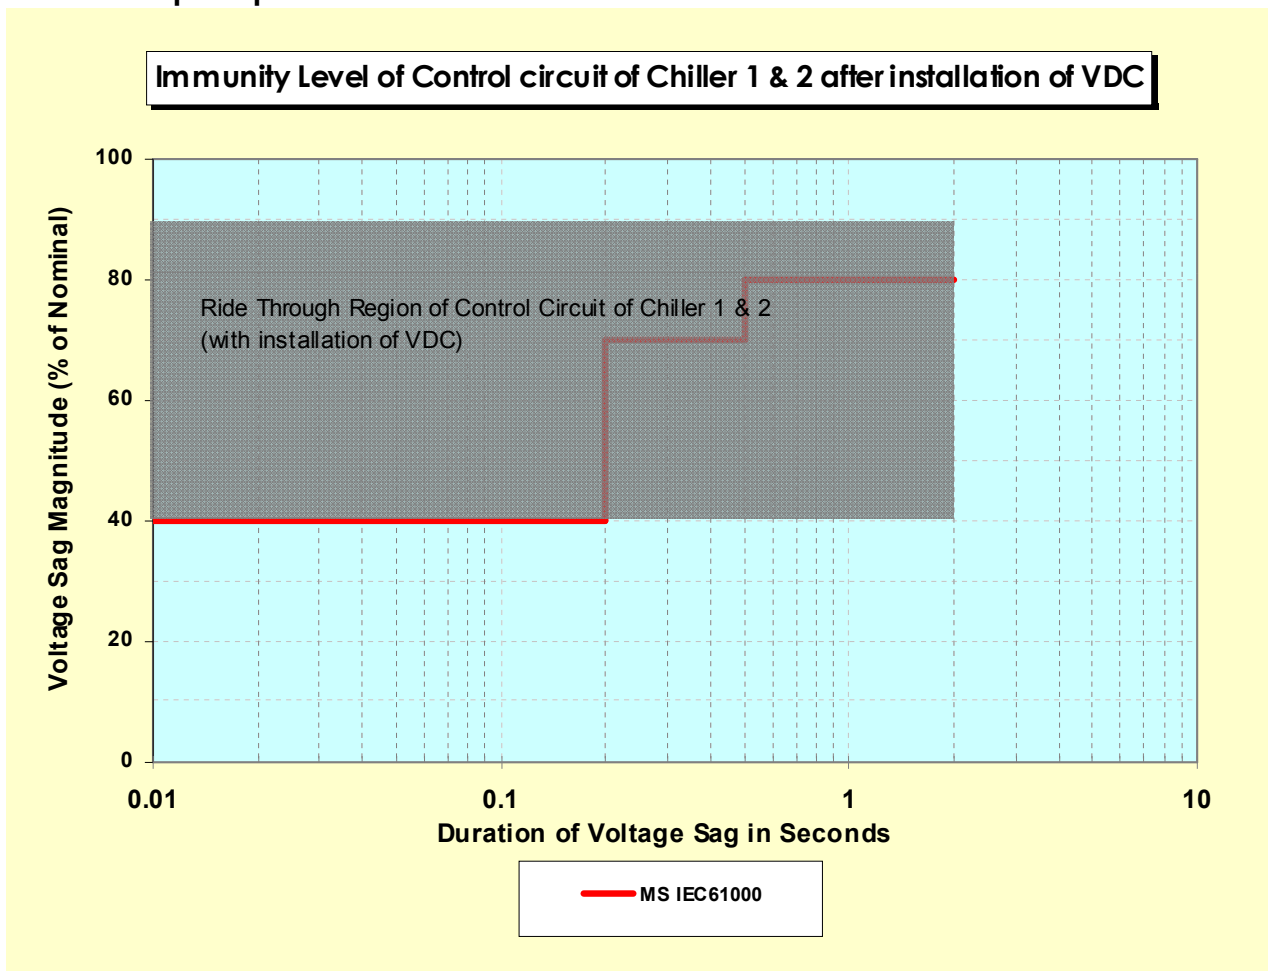 Immunity Level of Control circuit of Chiller 1 & 2 after installation of VDC
100
80
60
40
20
0
Voltage Sag Magnitude (% of Nominal)
Ride Through Region of Control Circuit of Chiller 1 & 2
(with installation of VDC)
0.01
0.1
1
10
Duration of Voltage Sag in Seconds
MS IEC61000